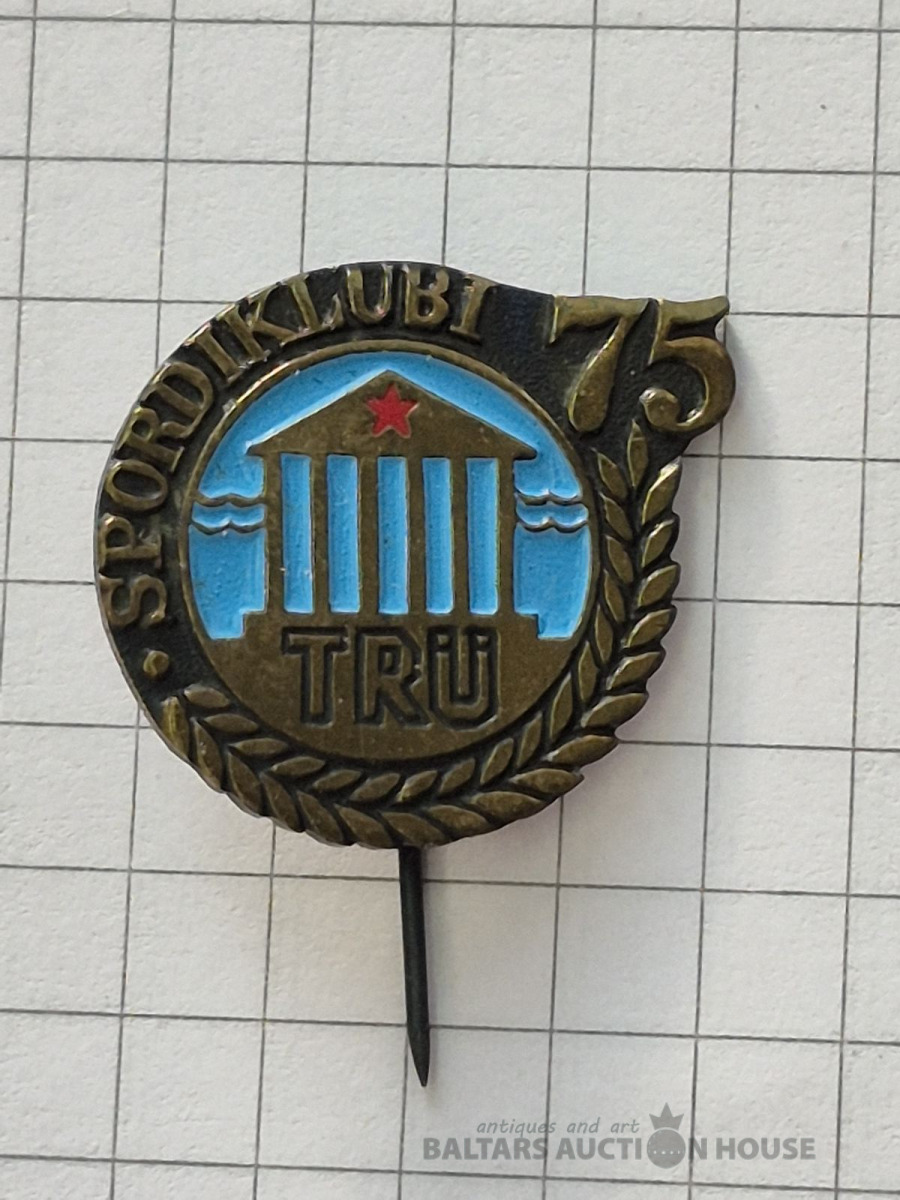 · SPORDIKLUBI 75
TRÜ
antiques and art
BALTARS AUCTION HOUSE